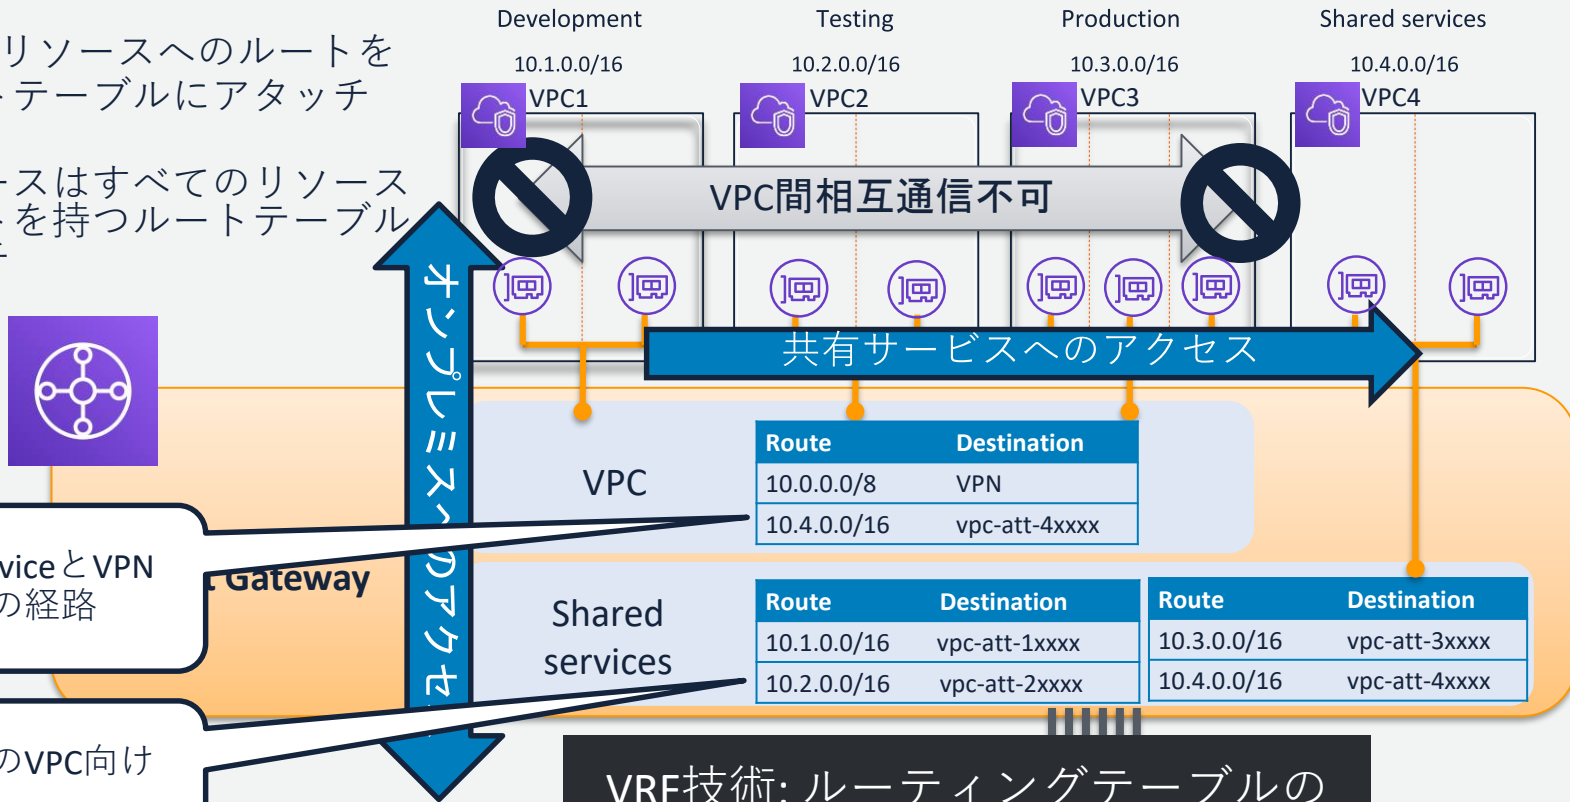 Development
Testing
Production
Shared services
10.1.0.0/16
10.2.0.0/16
10.3.0.0/16
10.4.0.0/16
VPC1
VPC2
VPC3
VPC4
リソースへのルートを
テーブルにアタッチ
ースはすべてのリソース
を持つルートテーブル
VPC間相互通信不可
共有サービスへのアクセス
オンプレミスへのアクセ
VPC
Route Destination
10.0.0.0/8 VPN
10.4.0.0/16 vpc-att-4xxxx
viceとVPN
の経路
Gateway
Shared
services
Route Destination
10.1.0.0/16 vpc-att-1xxxx
10.2.0.0/16 vpc-att-2xxxx
Route Destination
10.3.0.0/16 vpc-att-3xxxx
10.4.0.0/16 vpc-att-4xxxx
のVPC向け
VRF技術: ルーティングテーブルの